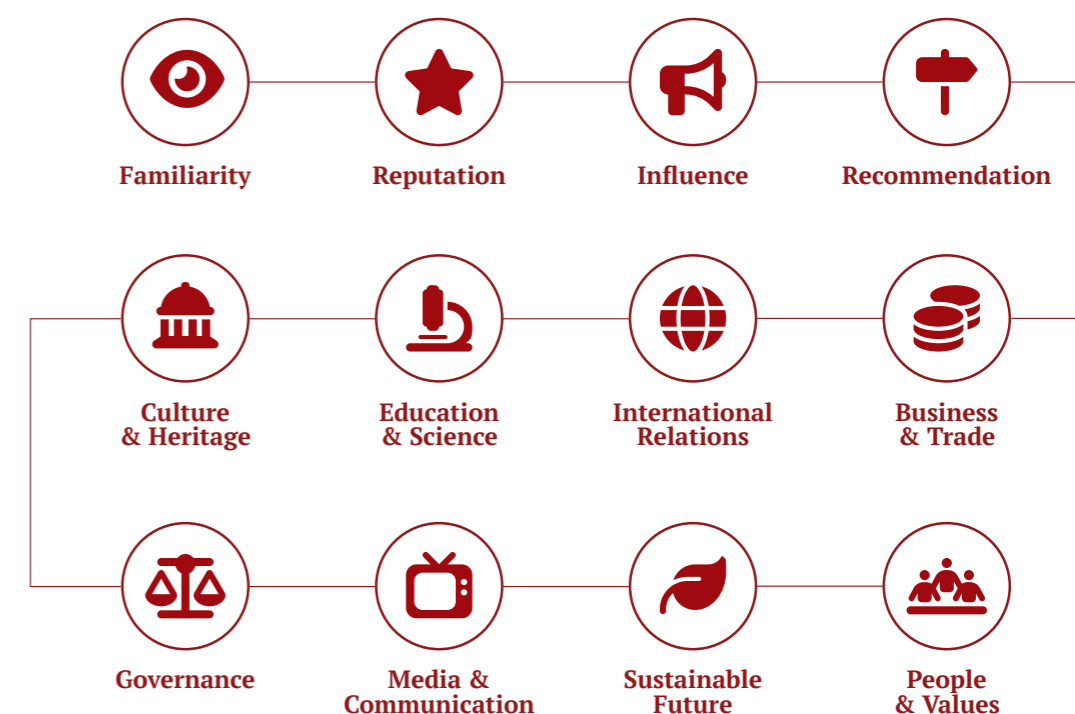 Familiarity
Reputation
Influence
Recommendation
Culture
& Heritage
Education
& Science
International
Relations
Business
& Trade
Governance
Media &
Communication
Sustainable
Future
People
& Values